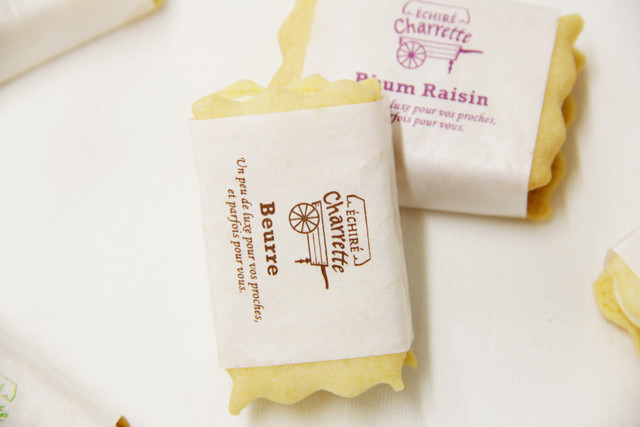 ÉCHIRÉ
Charrette
Beurre
Un peu de luxe pour vos proches,
et parfois pour vous.
ÉCHIRÉ
Charrette
Rhum Raisin
luxe pour vos proches,
pour vous.